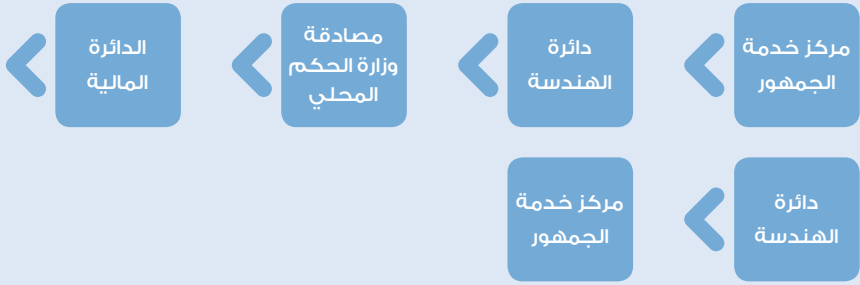 مركز خدمة
الجمهور
دائرة
الهندسة
مصادقة
وزارة الحكم
المحلي
الدائرة
المالية
دائرة
الهندسة
مركز خدمة
الجمهور